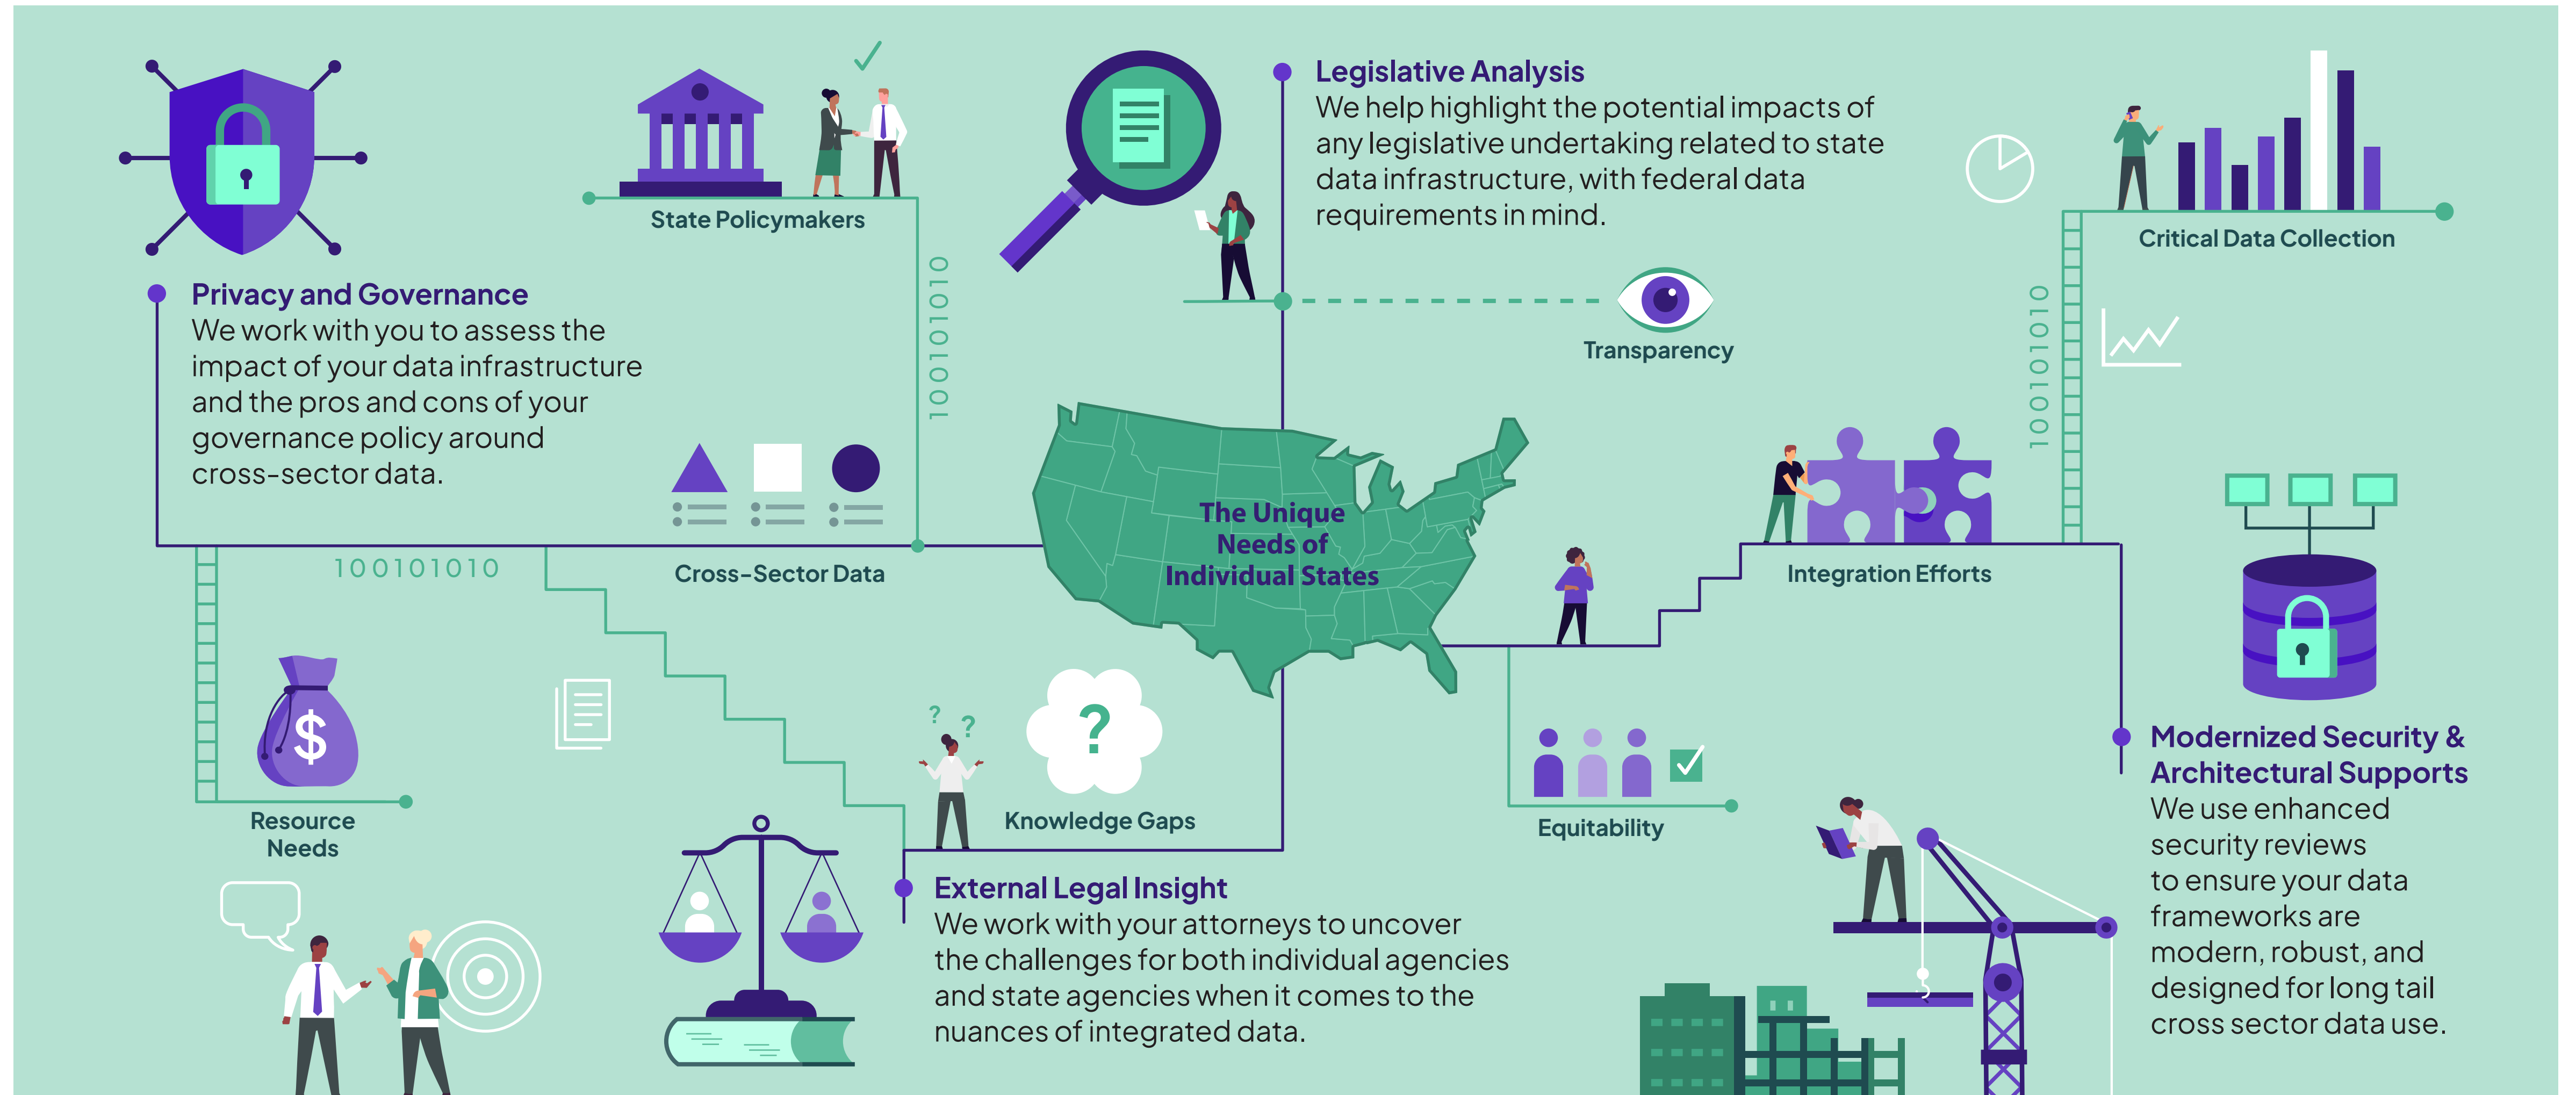 Privacy and Governance
We work with you to assess the
impact of your data infrastructure
and the pros and cons of your
governance policy around
cross-sector data.
State Policymakers
100101010
Legislative Analysis
We help highlight the potential impacts of
any legislative undertaking related to state
data infrastructure, with federal data
requirements in mind.
Transparency
Critical Data Collection
100101010
The Unique
Needs of
Individual States
Cross-Sector Data
100101010
Integration Efforts
$
Resource
Needs
? ?
?
Knowledge Gaps
Equitability
External Legal Insight
We work with your attorneys to uncover
the challenges for both individual agencies
and state agencies when it comes to the
nuances of integrated data.
Modernized Security &
Architectural Supports
We use enhanced
security reviews
to ensure your data
frameworks are
modern, robust, and
designed for long tail
cross sector data use.